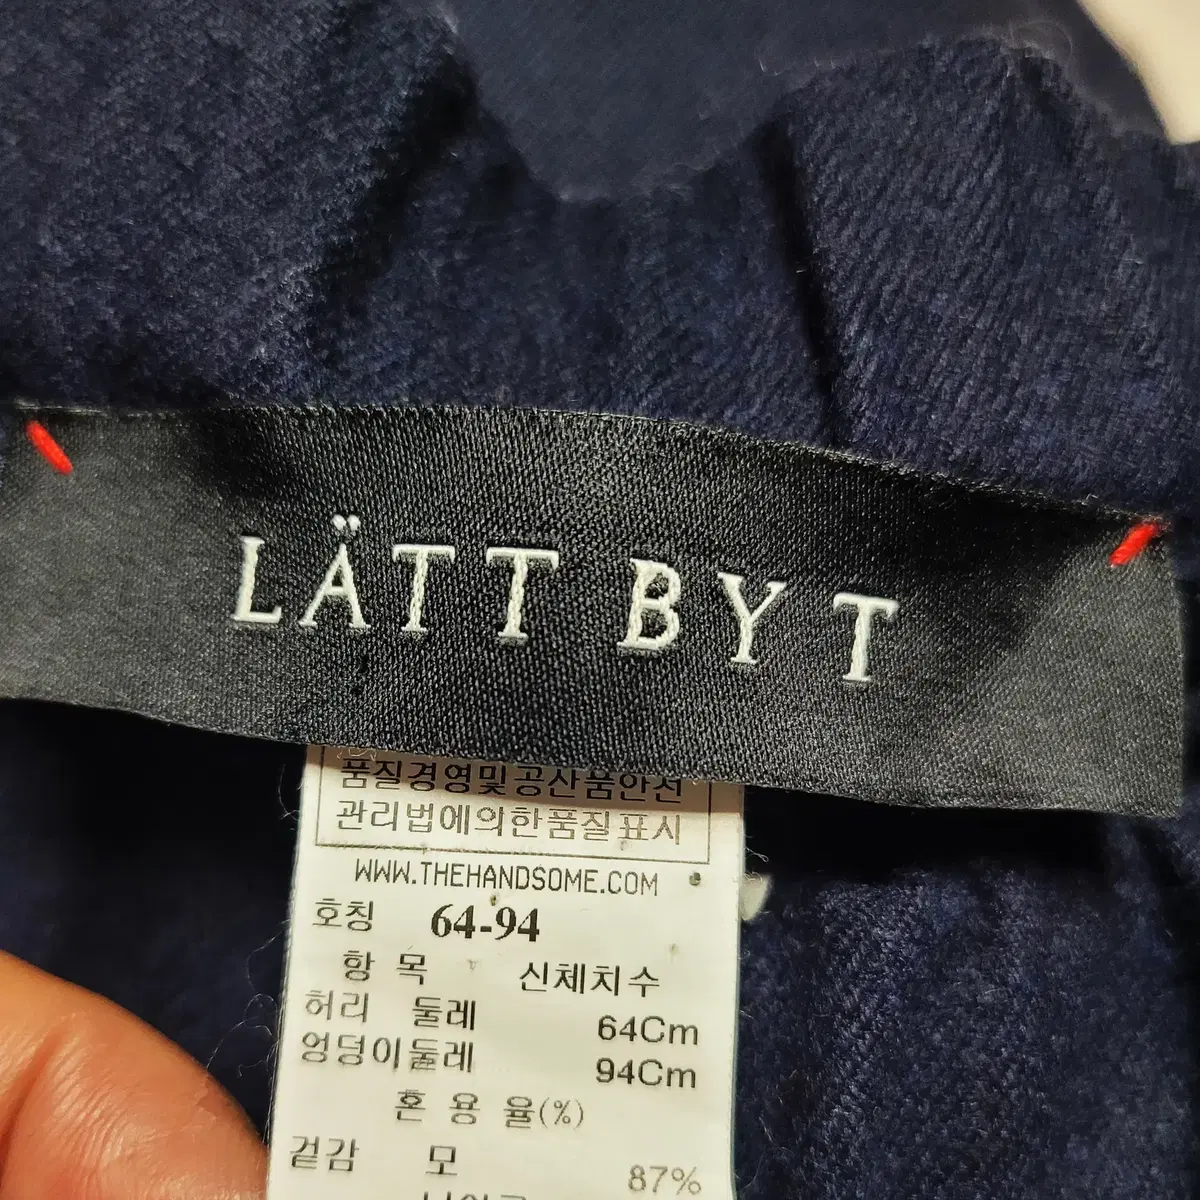 LÄTT BY T
품질경영및공산품안전
관리법에의한품질표시
WWW.THEHANDSOME.COM
호칭 64-94
항 목 신체치수
허리 둘레 64Cm
엉덩이둘레 94Cm
혼 용 율(%)
겉감 모 87%